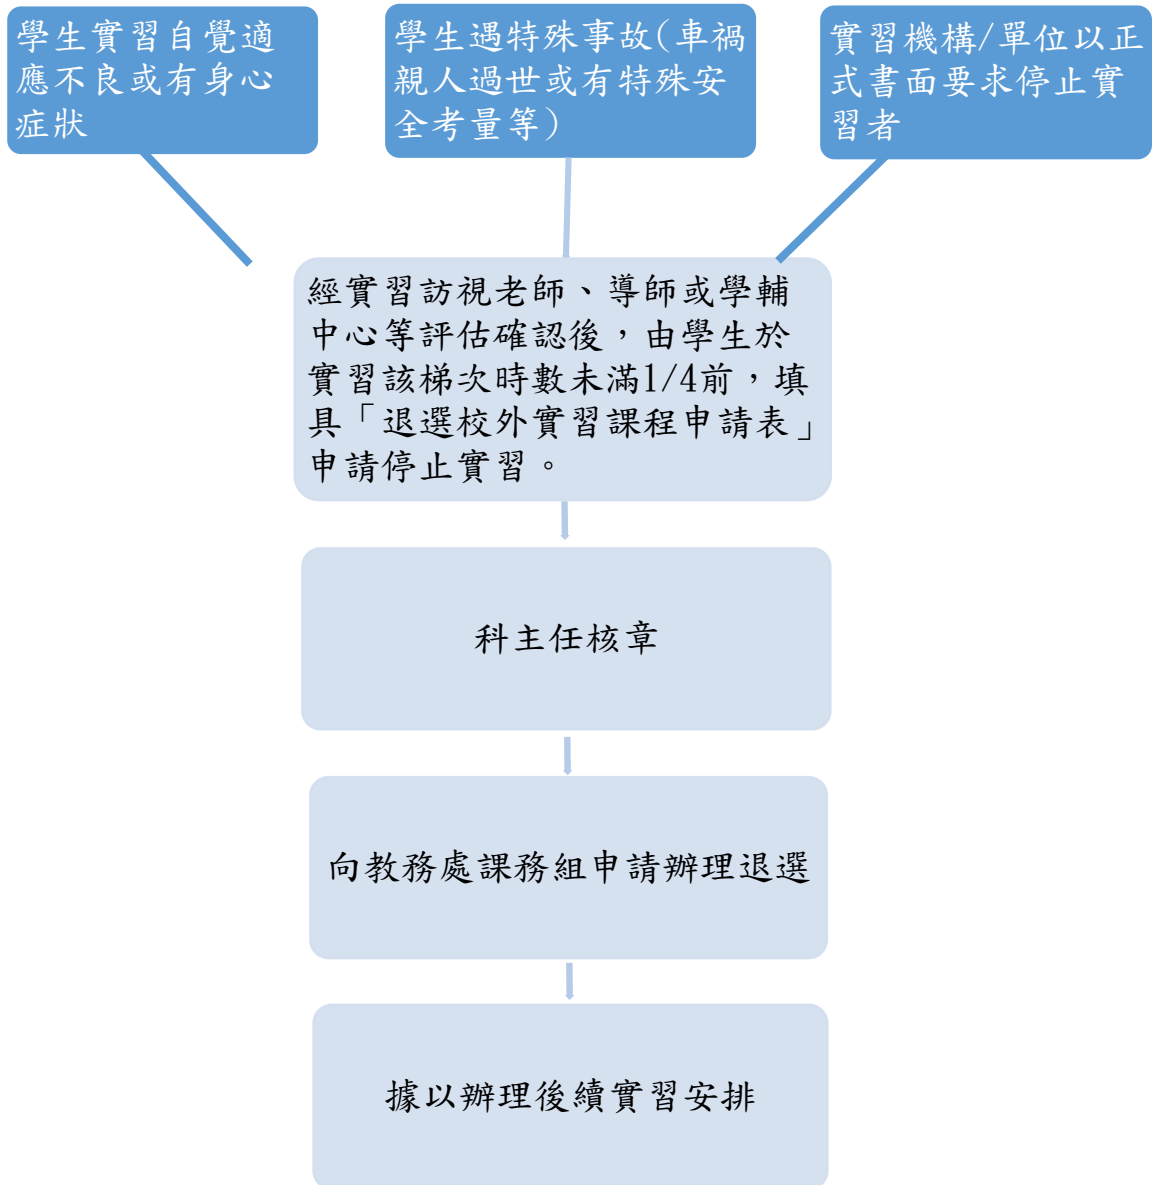 學生實習自覺適
應不良或有身心
症狀
學生遇特殊事故(車禍
親人過世或有特殊安
全考量等)
實習機構/單位以正
式書面要求停止實
習者
經實習訪視老師、導師或學輔
中心等評估確認後，由學生於
實習該梯次時數未滿1/4前，填
具「退選校外實習課程申請表」
申請停止實習。
科主任核章
向教務處課務組申請辦理退選
據以辦理後續實習安排